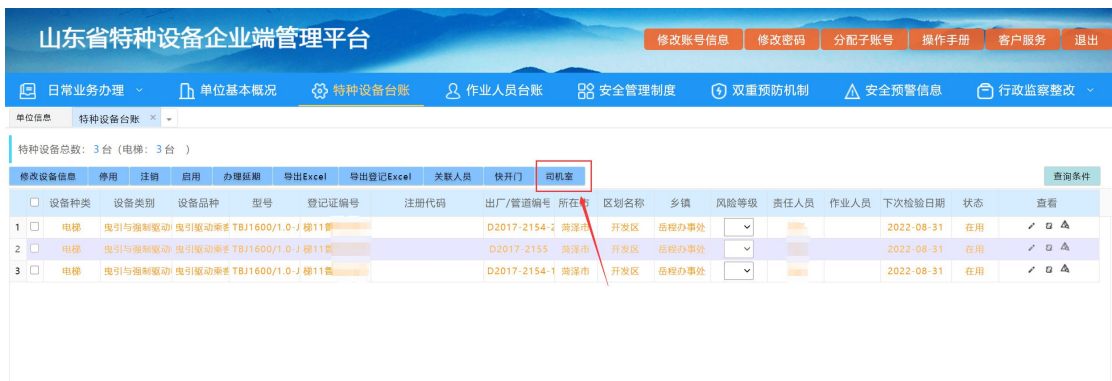 山东省特种设备企业端管理平台
修改账号信息 修改密码 分配子账号 操作手册 客户服务 退出
日常业务办理 单位基本概况 特种设备台账 作业人员台账 安全管理制度 双重预防机制 安全预警信息 行政监察整改
单位信息 特种设备台账 ×
特种设备总数: 3 台 (电梯: 3 台 )
修改设备信息 停用 注销 启用 办理延期 导出Excel 导出登记Excel 关联人员 快开门 司机室 查询条件
设备种类 设备类别 设备品种 型号 登记证编号 注册代码 出厂/管道编号 所在市 区划名称 乡镇 风险等级 责任人员 作业人员 下次检验日期 状态 查看
1 电梯 曳引与强制驱动 曳引驱动乘客 TBJ1600/1.0-J 梯11鲁 D2017-2154-2 菏泽市 开发区 岳程办事处 2022-08-31 在用
2 电梯 曳引与强制驱动 曳引驱动乘客 TBJ1600/1.0-J 梯11鲁 D2017-2155 菏泽市 开发区 岳程办事处 2022-08-31 在用
3 电梯 曳引与强制驱动 曳引驱动乘客 TBJ1600/1.0-J 梯11鲁 D2017-2154-1 菏泽市 开发区 岳程办事处 2022-08-31 在用